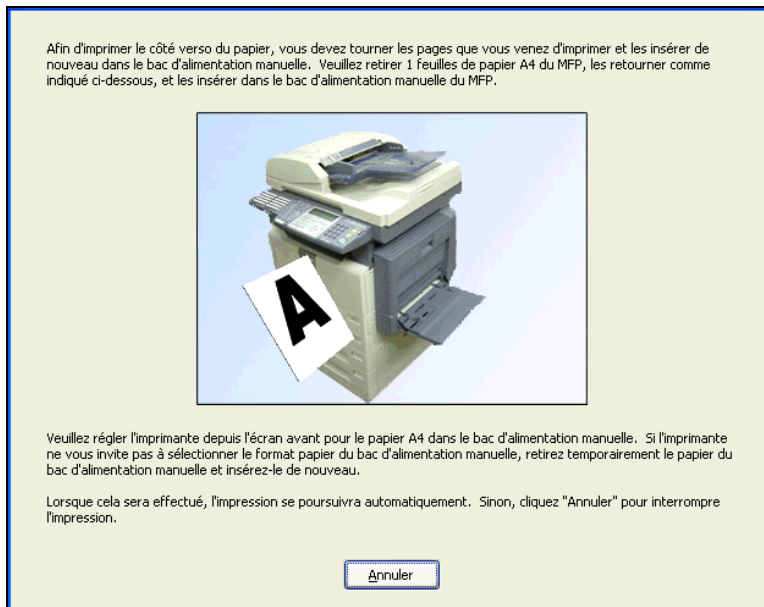 Afin d'imprimer le côté verso du papier, vous devez tourner les pages que vous venez d'imprimer et les insérer de
nouveau dans le bac d'alimentation manuelle.  Veuillez retirer 1 feuilles de papier A4 du MFP, les retourner comme
indiqué ci-dessous, et les insérer dans le bac d'alimentation manuelle du MFP.
A
Veuillez régler l'imprimante depuis l'écran avant pour le papier A4 dans le bac d'alimentation manuelle.  Si l'imprimante
ne vous invite pas à sélectionner le format papier du bac d'alimentation manuelle, retirez temporairement le papier du
bac d'alimentation manuelle et insérez-le de nouveau.
Lorsque cela sera effectué, l'impression se poursuivra automatiquement.  Sinon, cliquez "Annuler" pour interrompre
l'impression.
Annuler